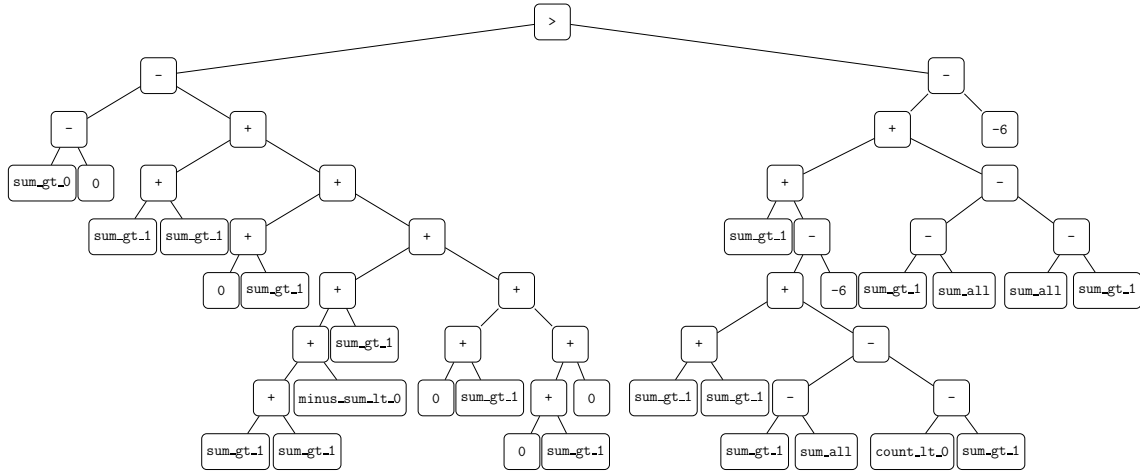 >
- -
- + + -6
sum_gt_0 0 + + + -
sum_gt_1 sum_gt_1 + + sum_gt_1 - - -
0 sum_gt_1 + + + -6 sum_gt_1 sum_all sum_all sum_gt_1
+ sum_gt_1 + + + -
+ minus_sum_lt_0 0 sum_gt_1 + 0 sum_gt_1 sum_gt_1 - -
sum_gt_1 sum_gt_1 0 sum_gt_1 sum_gt_1 sum_all count_lt_0 sum_gt_1